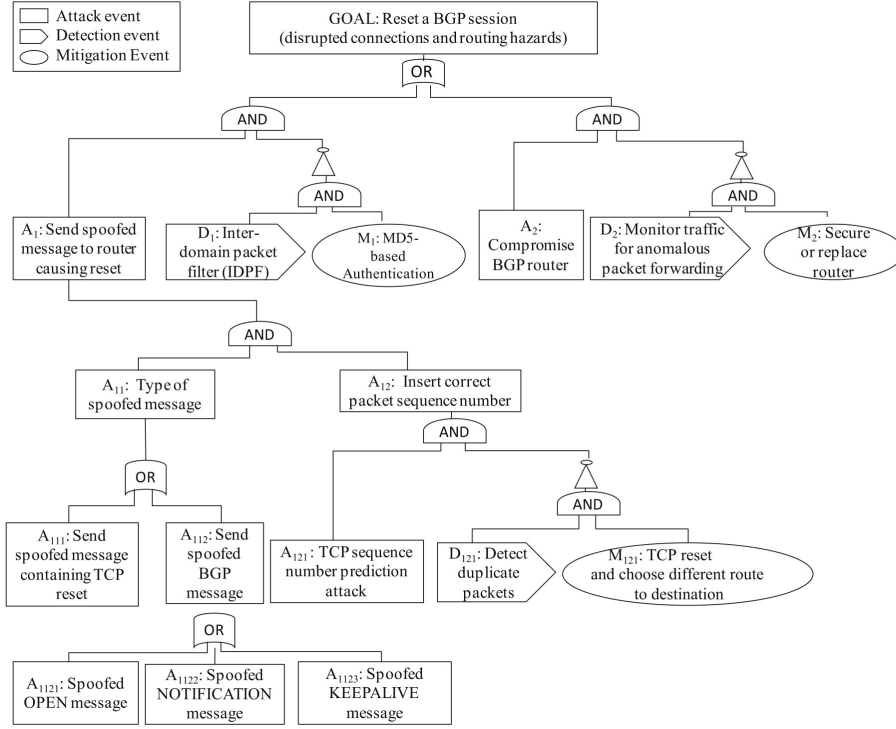 Attack event
Detection event
Mitigation Event
GOAL: Reset a BGP session
(disrupted connections and routing hazards)
OR
AND
AND
AND
AND
A1: Send spoofed
message to router
causing reset
D1: Inter-
domain packet
filter (IDPF)
M1: MD5-
based
Authentication
A2:
Compromise
BGP router
D2: Monitor traffic
for anomalous
packet forwarding
M2: Secure
or replace
router
AND
A11: Type of
spoofed message
A12: Insert correct
packet sequence number
AND
OR
AND
A111: Send
spoofed message
containing TCP
reset
A112: Send
spoofed
BGP
message
A121: TCP sequence
number prediction
attack
D121: Detect
duplicate
packets
M121: TCP reset
and choose different route
to destination
OR
A1121: Spoofed
OPEN message
A1122: Spoofed
NOTIFICATION
message
A1123: Spoofed
KEEPALIVE
message